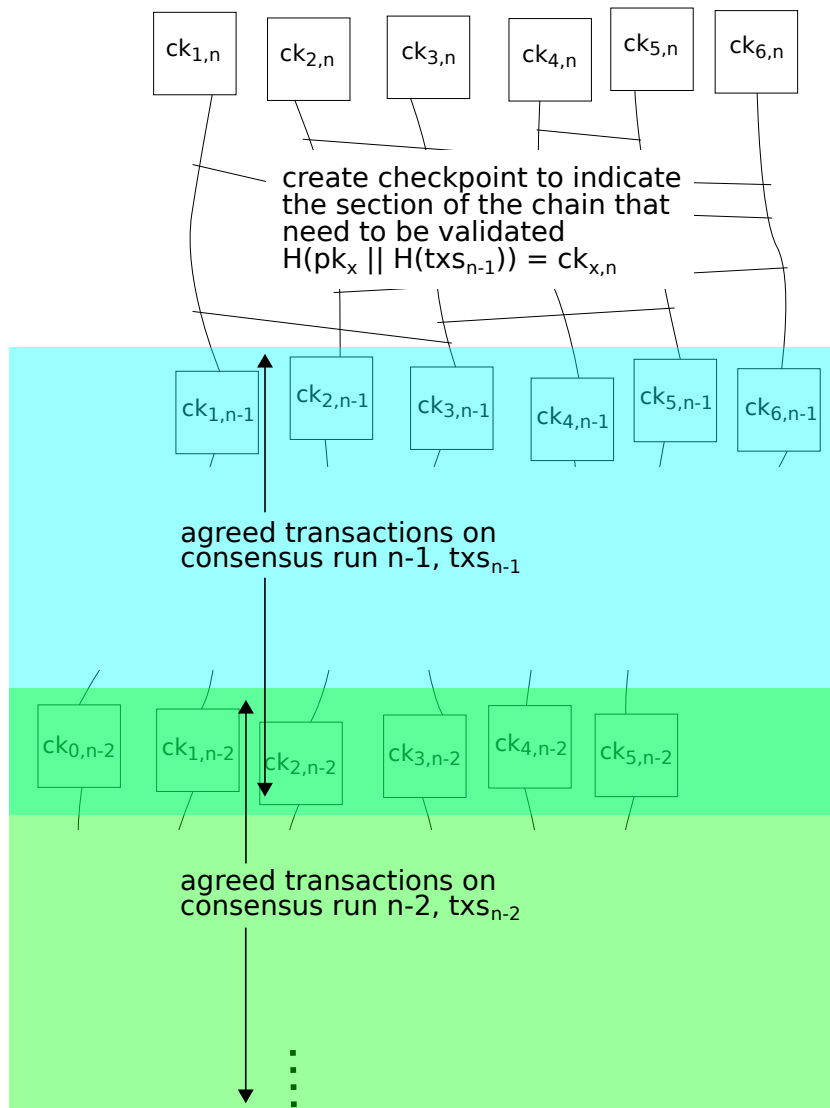 ck₁,ₙ ck₂,ₙ ck₃,ₙ ck₄,ₙ ck₅,ₙ ck₆,ₙ
create checkpoint to indicate
the section of the chain that
need to be validated
H(pkₓ || H(txsₙ₋₁)) = ckₓ,ₙ
ck₁,ₙ₋₁ ck₂,ₙ₋₁ ck₃,ₙ₋₁ ck₄,ₙ₋₁ ck₅,ₙ₋₁ ck₆,ₙ₋₁
agreed transactions on
consensus run n-1, txsₙ₋₁
ck₀,ₙ₋₂ ck₁,ₙ₋₂ ck₂,ₙ₋₂ ck₃,ₙ₋₂ ck₄,ₙ₋₂ ck₅,ₙ₋₂
agreed transactions on
consensus run n-2, txsₙ₋₂